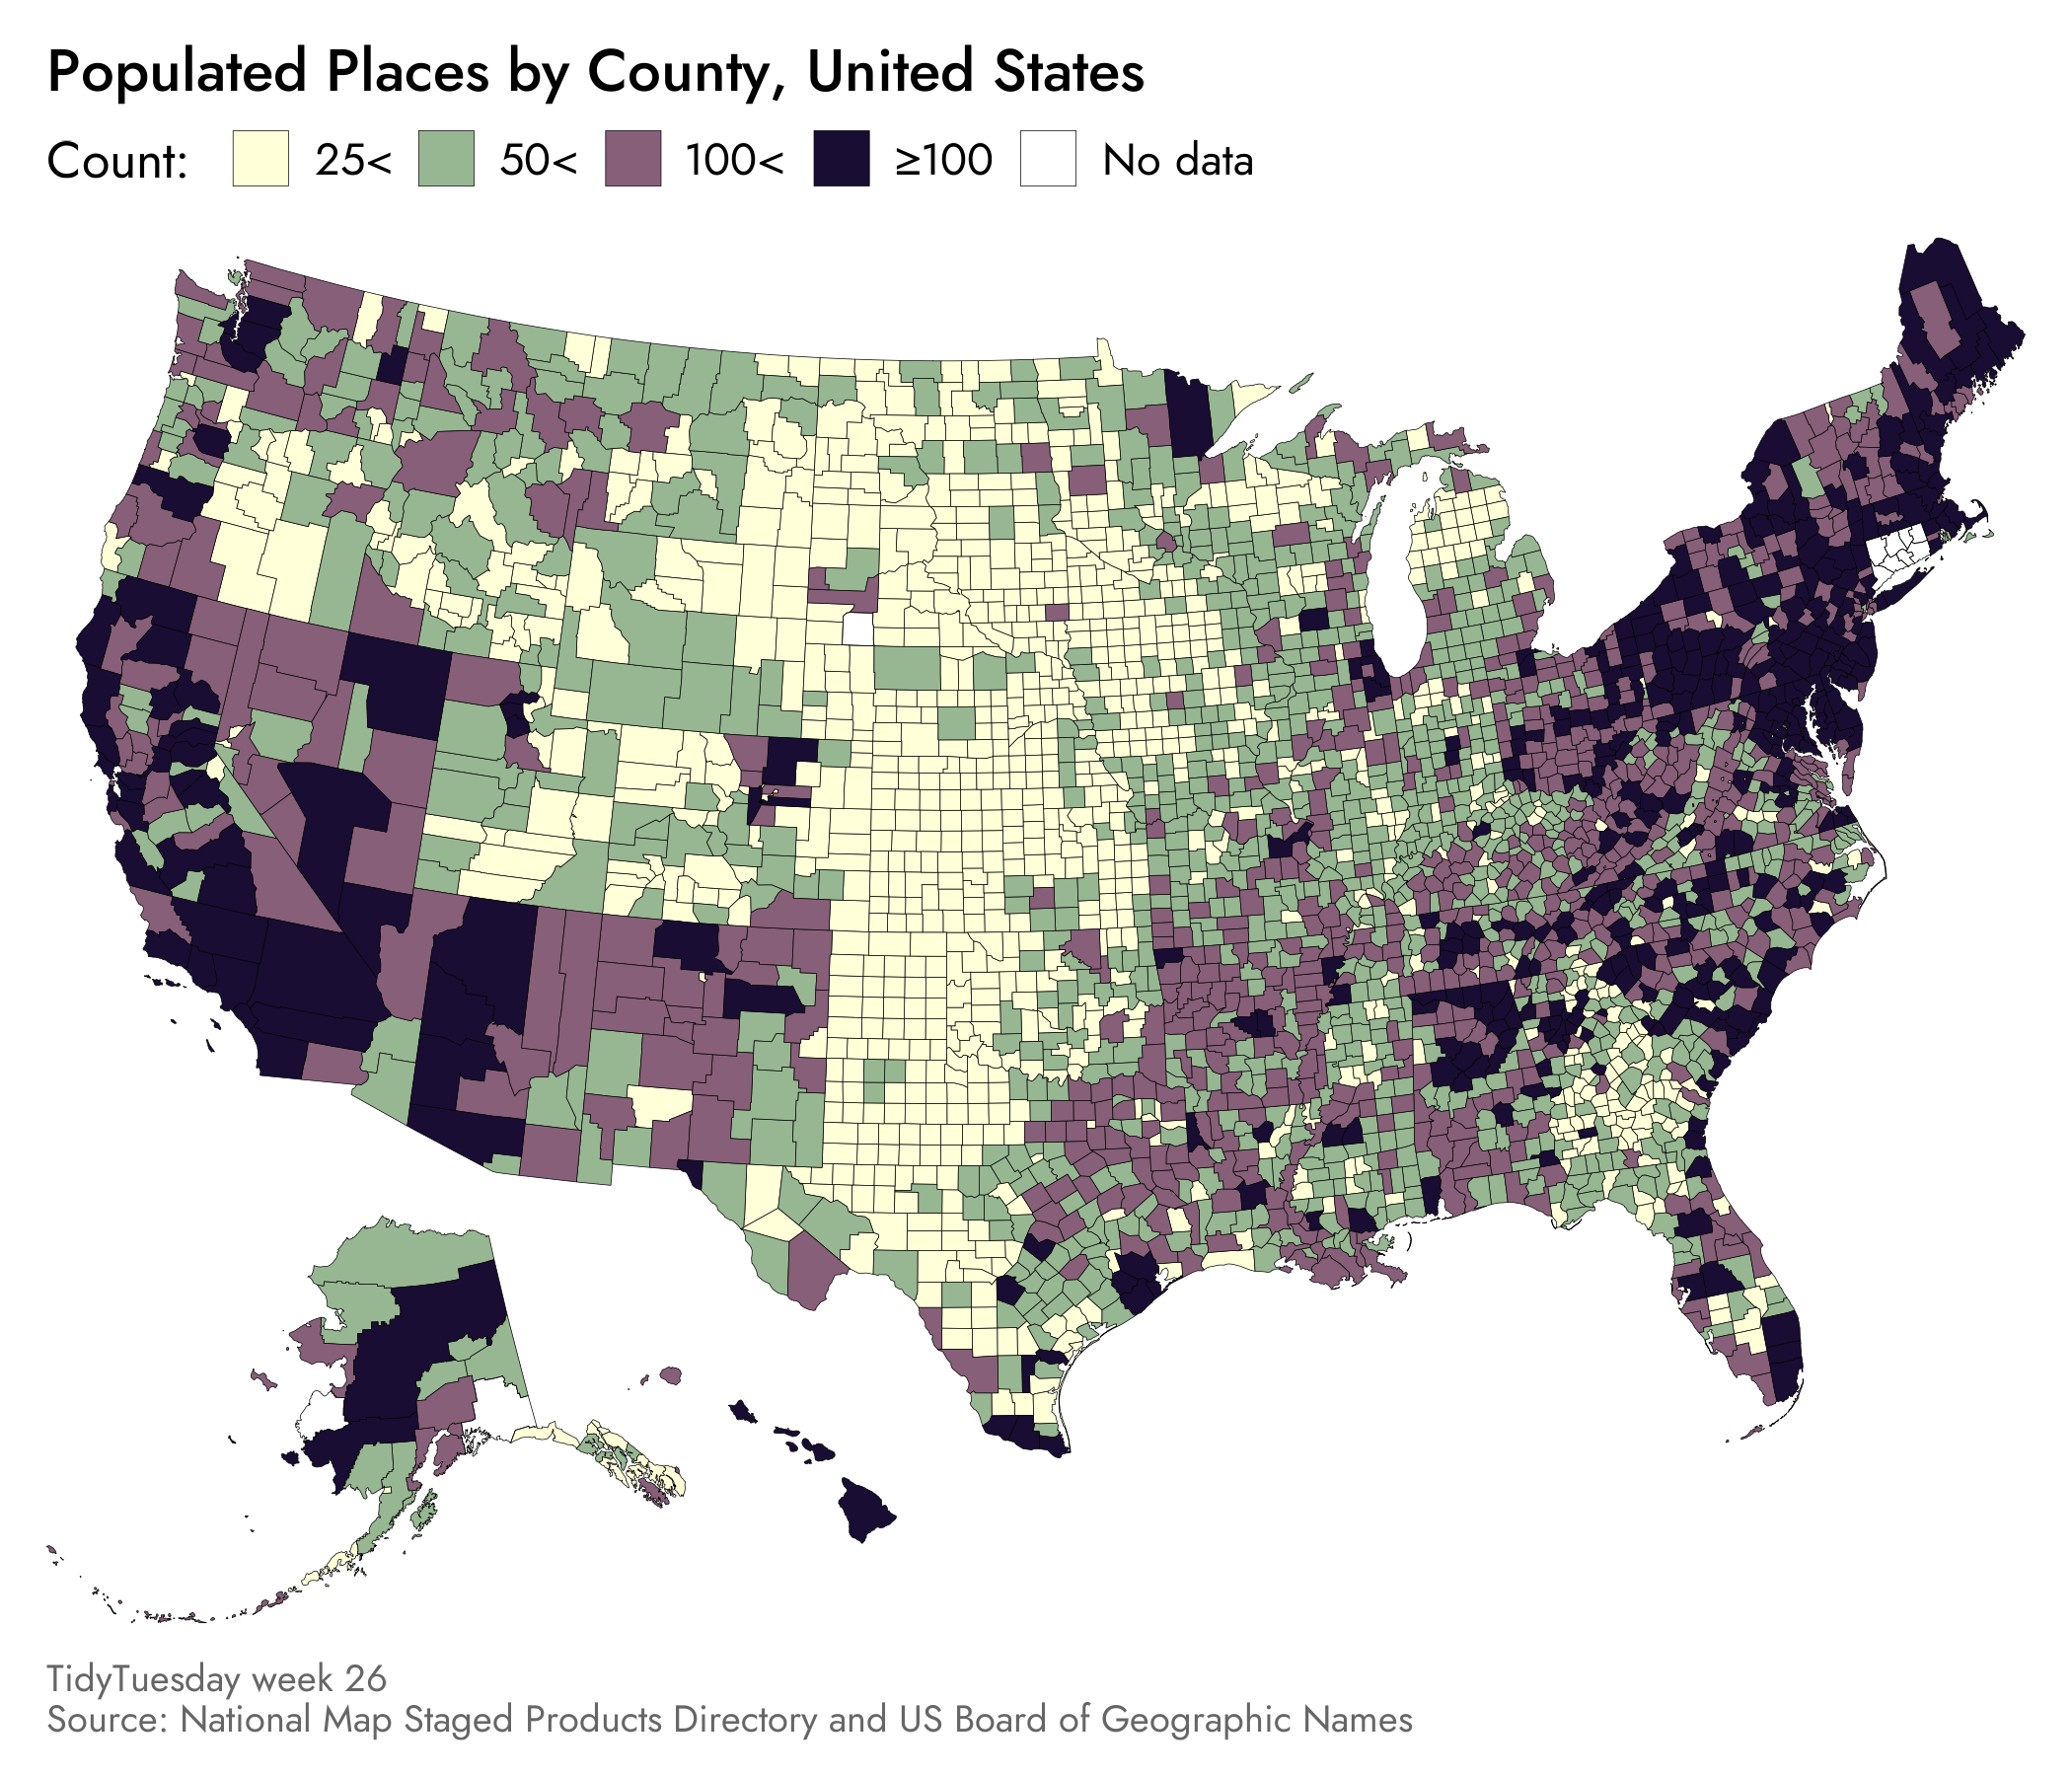 Populated Places by County, United States
Count: 25< 50< 100< ≥100 No data
TidyTuesday week 26
Source: National Map Staged Products Directory and US Board of Geographic Names